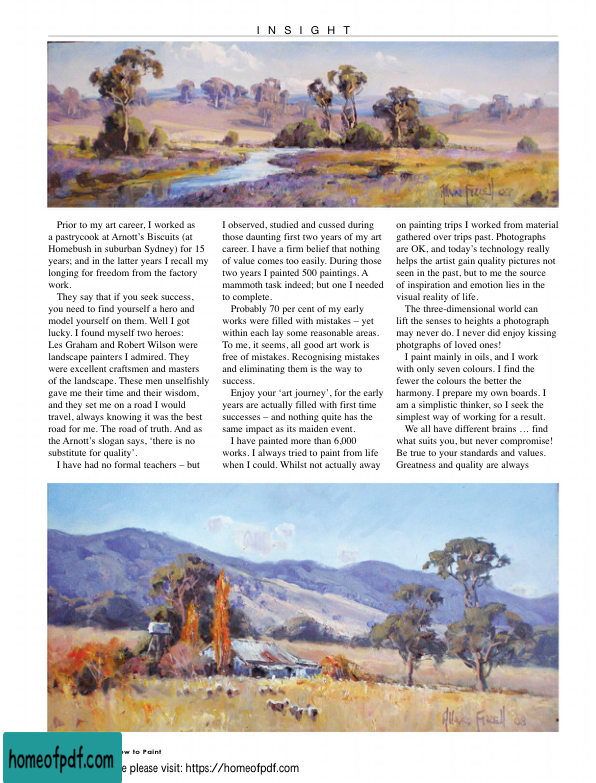 INSIGHT
Prior to my art career, I worked as
a pastrycook at Arnott's Biscuits (at
Homebush in suburban Sydney) for 15
years; and in the latter years I recall my
longing for freedom from the factory
work.
They say that if you seek success,
you need to find yourself a hero and
model yourself on them. Well I got
lucky. I found myself two heroes:
Les Graham and Robert Wilson were
landscape painters I admired. They
were excellent craftsmen and masters
of the landscape. These men unselfishly
gave me their time and their wisdom,
and they set me on a road I would
travel, always knowing it was the best
road for me. The road of truth. And as
the Arnott's slogan says, 'there is no
substitute for quality'.
I have had no formal teachers – but
I observed, studied and cussed during
those daunting first two years of my art
career. I have a firm belief that nothing
of value comes too easily. During those
two years I painted 500 paintings. A
mammoth task indeed; but one I needed
to complete.
Probably 70 per cent of my early
works were filled with mistakes – yet
within each lay some reasonable areas.
To me, it seems, all good art work is
free of mistakes. Recognising mistakes
and eliminating them is the way to
success.
Enjoy your 'art journey', for the early
years are actually filled with first time
successes – and nothing quite has the
same impact as its maiden event.
I have painted more than 6,000
works. I always tried to paint from life
when I could. Whilst not actually away
on painting trips I worked from material
gathered over trips past. Photographs
are OK, and today's technology really
helps the artist gain quality pictures not
seen in the past, but to me the source
of inspiration and emotion lies in the
visual reality of life.
The three-dimensional world can
lift the senses to heights a photograph
may never do. I never did enjoy kissing
photographs of loved ones!
I paint mainly in oils, and I work
with only seven colours. I find the
fewer the colours the better the
harmony. I prepare my own boards. I
am a simplistic thinker, so I seek the
simplest way of working for a result.
We all have different brains … find
what suits you, but never compromise!
Be true to your standards and values.
Greatness and quality are always
to Paint
homeofpdf.com
please visit: https://homeofpdf.com